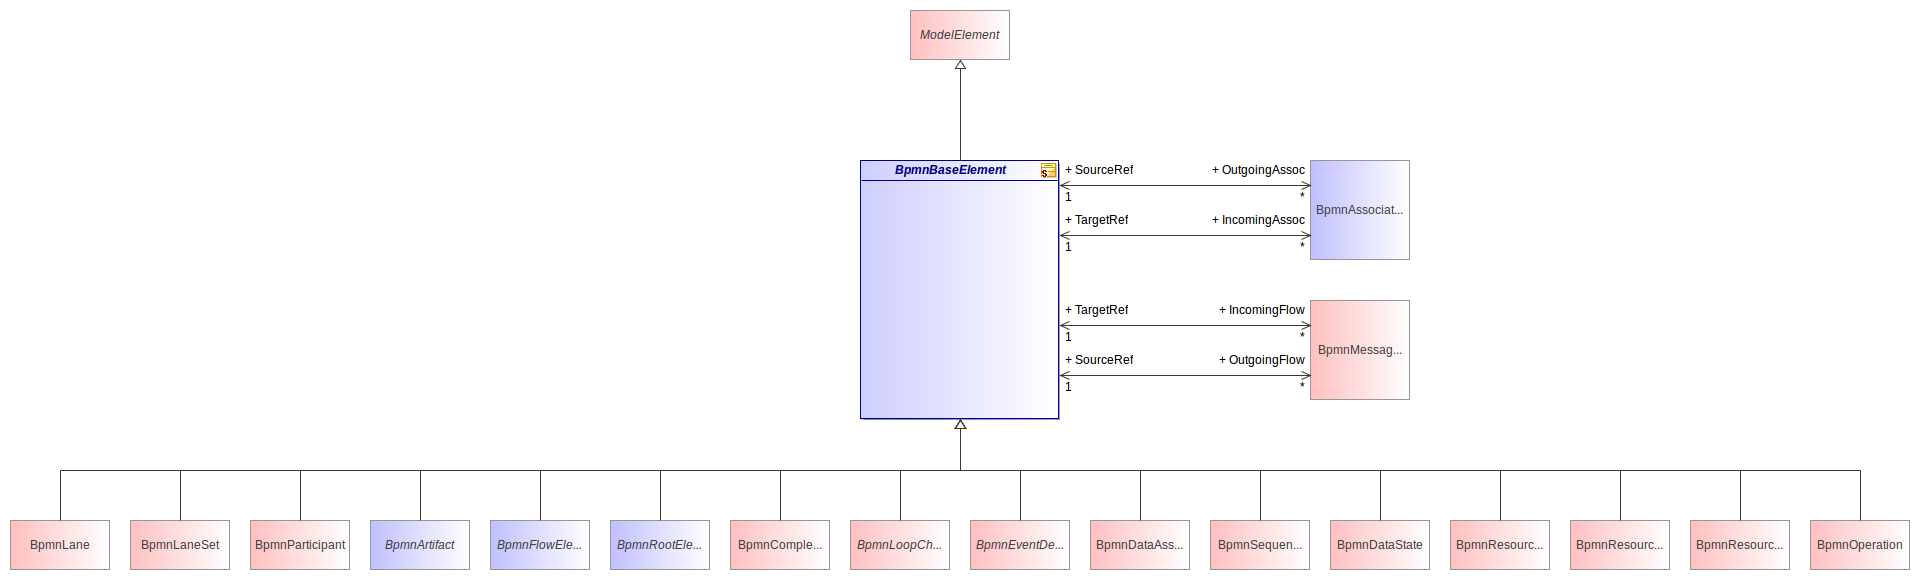 ModelElement
BpmnBaseElement
+ SourceRef + OutgoingAssoc
1 *
BpmnAssociat...
+ TargetRef + IncomingAssoc
1 *
+ TargetRef + IncomingFlow
1 *
BpmnMessag...
+ SourceRef + OutgoingFlow
1 *
BpmnLane BpmnLaneSet BpmnParticipant BpmnArtifact BpmnFlowEle... BpmnRootEle... BpmnComple... BpmnLoopCh... BpmnEventDe... BpmnDataAss... BpmnSequen... BpmnDataState BpmnResourc... BpmnResourc... BpmnResourc... BpmnOperation